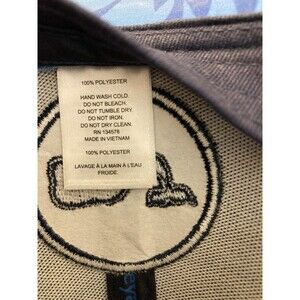 100% POLYESTER
HAND WASH COLD.
DO NOT BLEACH.
DO NOT TUMBLE DRY.
DO NOT IRON.
DO NOT DRY CLEAN.
RN 134578
MADE IN VIETNAM
100% POLYESTER
LAVAGE À LA MAIN À L'EAU
FROIDE.